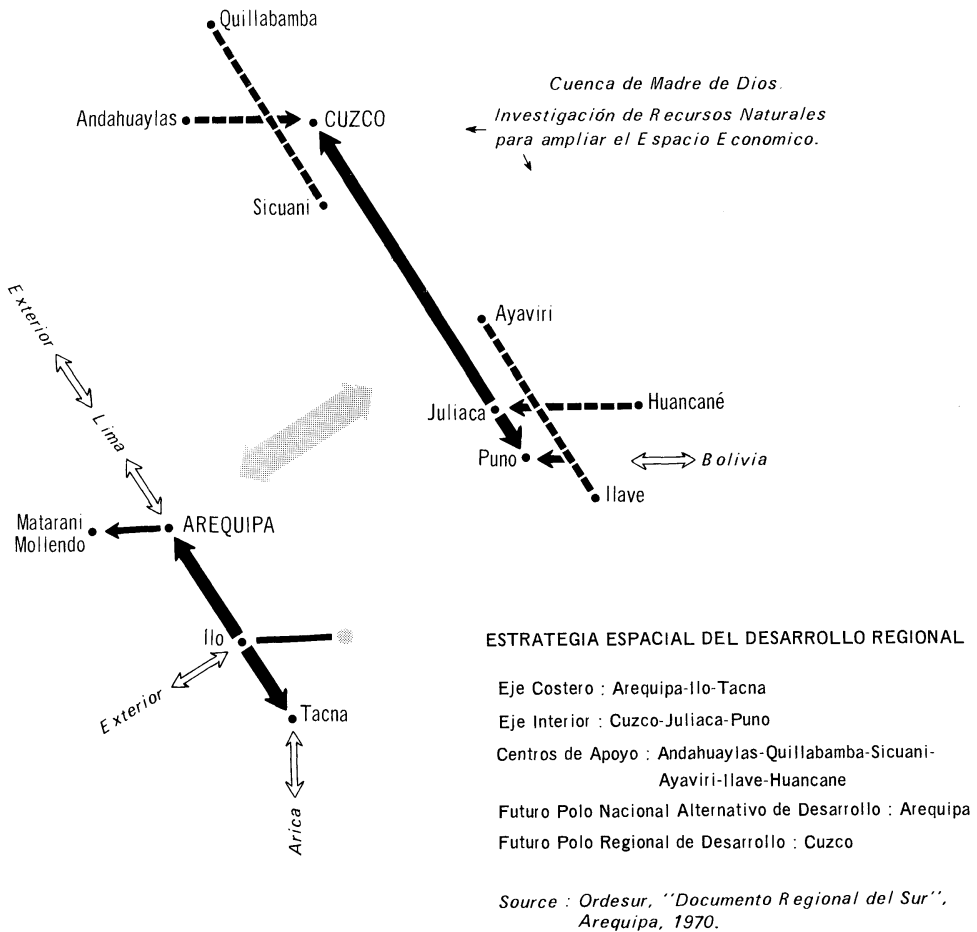 Quillabamba
Cuenca de Madre de Dios.
Andahuaylas
CUZCO
Investigación de Recursos Naturales
para ampliar el Espacio Economico.
Sicuani
Exterior
Ayaviri
Lima
Juliaca
Huancané
Puno
Bolivia
Ilave
Matarani
Mollendo
AREQUIPA
Ílo
Exterior
Tacna
Arica
ESTRATEGIA ESPACIAL DEL DESARROLLO REGIONAL
Eje Costero : Arequipa-Ilo-Tacna
Eje Interior : Cuzco-Juliaca-Puno
Centros de Apoyo : Andahuaylas-Quillabamba-Sicuani-
Ayaviri-Ilave-Huancane
Futuro Polo Nacional Alternativo de Desarrollo : Arequipa
Futuro Polo Regional de Desarrollo : Cuzco
Source : Ordesur, ''Documento Regional del Sur'',
Arequipa, 1970.